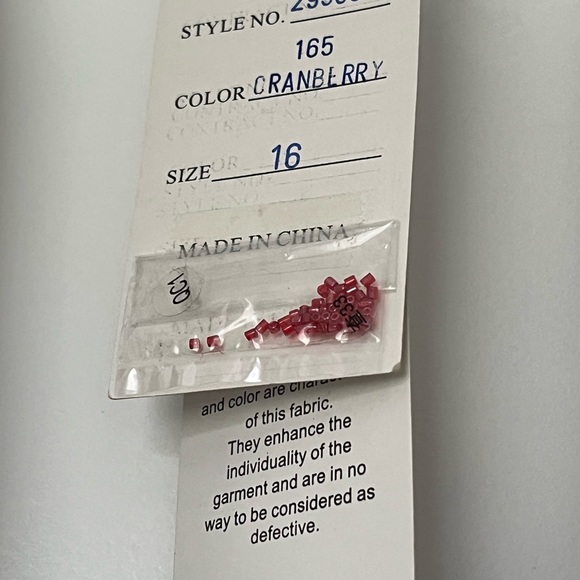 STYLE NO.
165
COLOR CRANBERRY
SIZE 16
MADE IN CHINA
and color are
of this fabric.
They enhance the
individuality of the
garment and are in no
way to be considered as
defective.